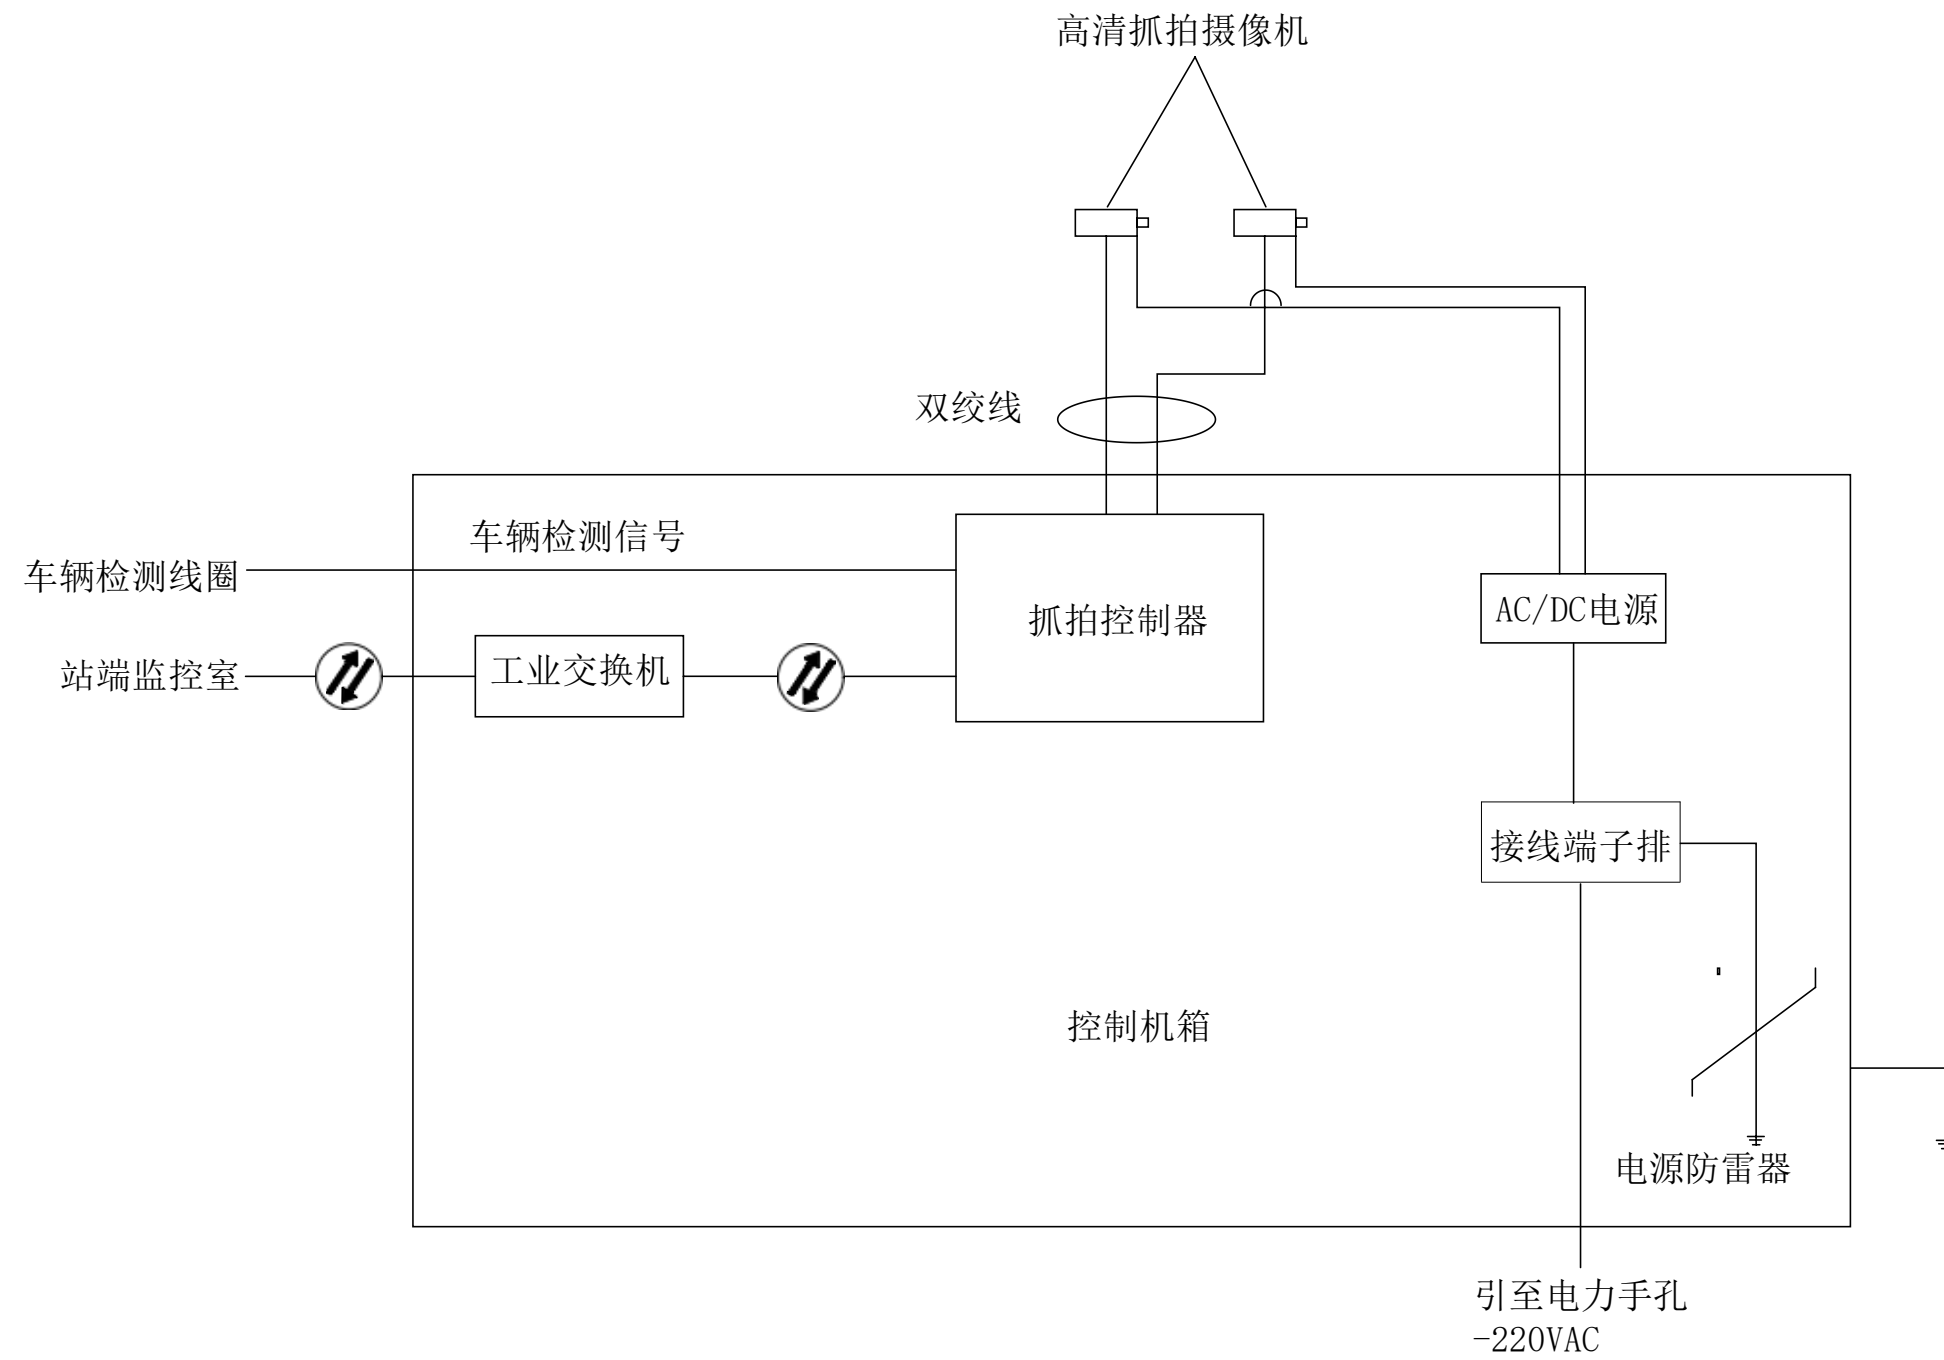 高清抓拍摄像机
双绞线
车辆检测信号
车辆检测线圈
抓拍控制器
AC/DC电源
站端监控室
工业交换机
接线端子排
控制机箱
电源防雷器
引至电力手孔
-220VAC